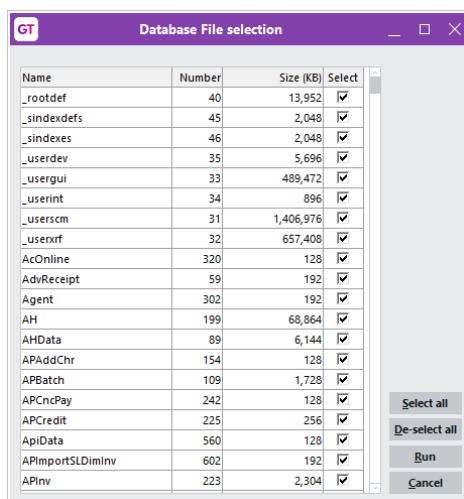 GT Database File selection
Name Number Size (KB) Select
_rootdef 40 13,952
_sindexdefs 45 2,048
_sindexes 46 2,048
_userdev 35 5,696
_usergui 33 489,472
_userint 34 896
_userscm 31 1,406,976
_userxrf 32 657,408
AcOnline 320 128
AdvReceipt 59 192
Agent 302 192
AH 199 68,864
AHData 89 6,144
APAddChr 154 128
APBatch 109 1,728
APCncPay 242 128
APCredit 225 256
ApiData 560 128
APImportSLDimInv 602 192
APInv 223 2,304
Select all
De-select all
Run
Cancel